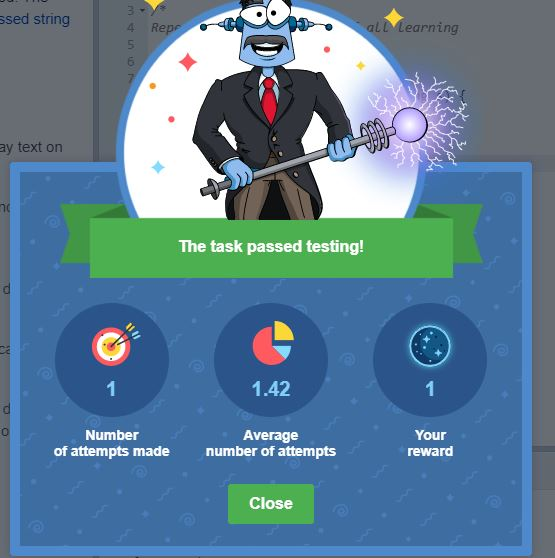 ssed string
3
/*
4
Repe
all learning
5
6
7
{
ay text on
The task passed testing!
1
1.42
1
Number
of attempts made
Average
number of attempts
Your
reward
Close